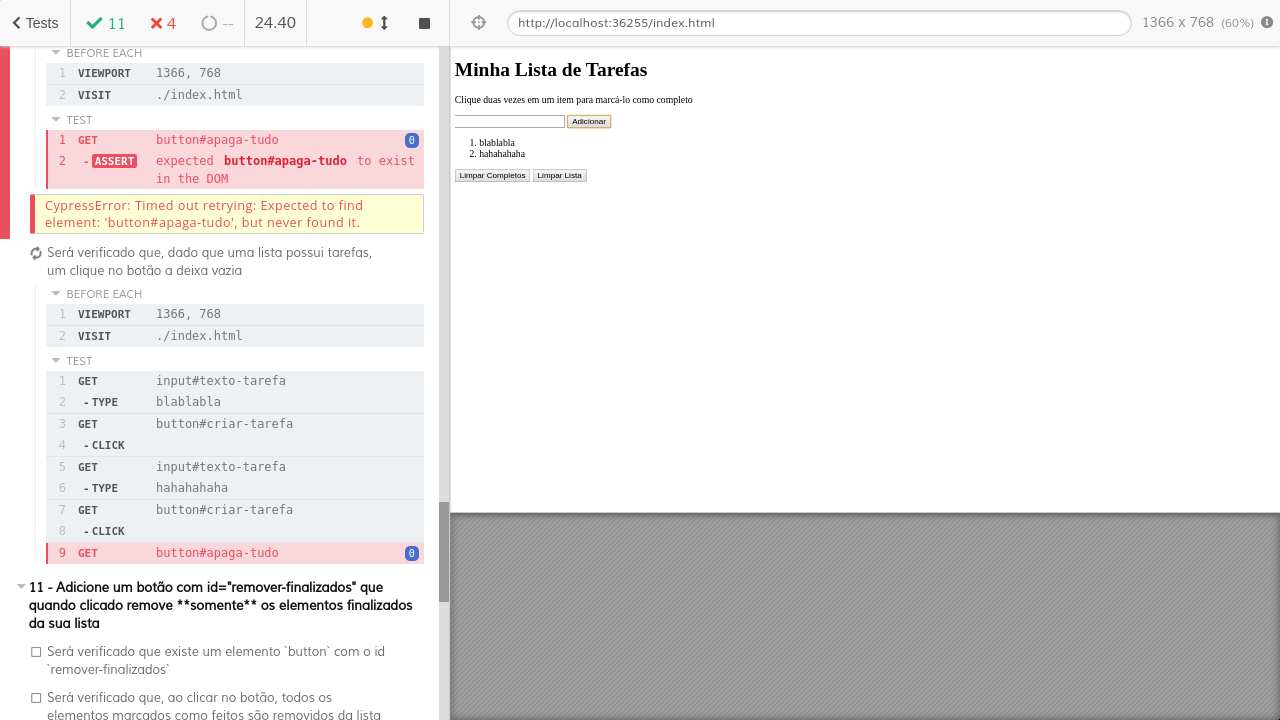 Tests
11
4
--
24.40
http://localhost:36255/index.html
1366 x 768 (60%)
BEFORE EACH
1 VIEWPORT 1366, 768
2 VISIT ./index.html
TEST
1 GET button#apaga-tudo 0
2 -ASSERT expected button#apaga-tudo to exist
in the DOM
CypressError: Timed out retrying: Expected to find
element: 'button#apaga-tudo', but never found it.
Será verificado que, dado que uma lista possui tarefas,
um clique no botão a deixa vazia
BEFORE EACH
1 VIEWPORT 1366, 768
2 VISIT ./index.html
TEST
1 GET input#texto-tarefa
2 -TYPE blablabla
3 GET button#criar-tarefa
4 -CLICK
5 GET input#texto-tarefa
6 -TYPE hahahahaha
7 GET button#criar-tarefa
8 -CLICK
9 GET button#apaga-tudo 0
11 - Adicione um botão com id="remover-finalizados" que
quando clicado remove **somente** os elementos finalizados
da sua lista
Será verificado que existe um elemento `button` com o id
`remover-finalizados`
Será verificado que, ao clicar no botão, todos os
elementos marcados como feitos são removidos da lista
Minha Lista de Tarefas
Clique duas vezes em um item para marcá-lo como completo
Adicionar
1. blablabla
2. hahahahaha
Limpar Completos Limpar Lista